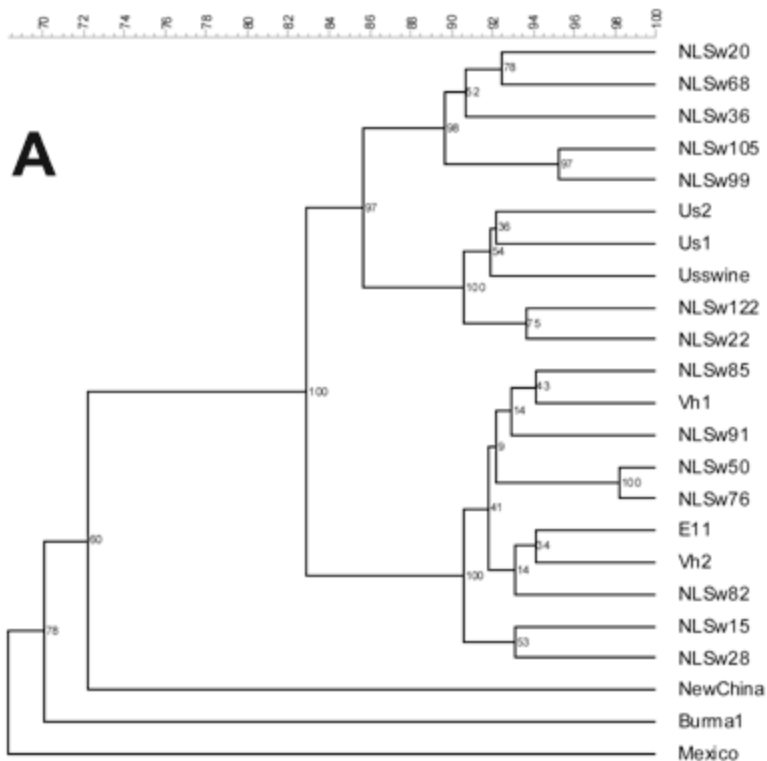 70 72 74 76 78 80 82 84 86 88 90 92 94 96 98 100
A
NLSw20
78
NLSw68
52
NLSw36
98
NLSw105
97
NLSw99
97
Us2
36
Us1
54
Usswine
100
NLSw122
75
NLSw22
100
NLSw85
43
Vh1
14
NLSw91
9
NLSw50
100
NLSw76
41
E11
34
Vh2
14
NLSw82
100
NLSw15
53
NLSw28
60
NewChina
78
Burma1
Mexico